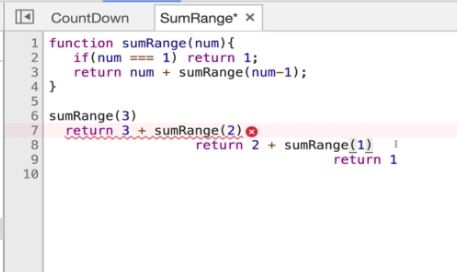 CountDown SumRange* ×
1 function sumRange(num){
2 if(num === 1) return 1;
3 return num + sumRange(num-1);
4 }
5
6 sumRange(3)
7 return 3 + sumRange(2)
8 return 2 + sumRange(1)
9 return 1
10